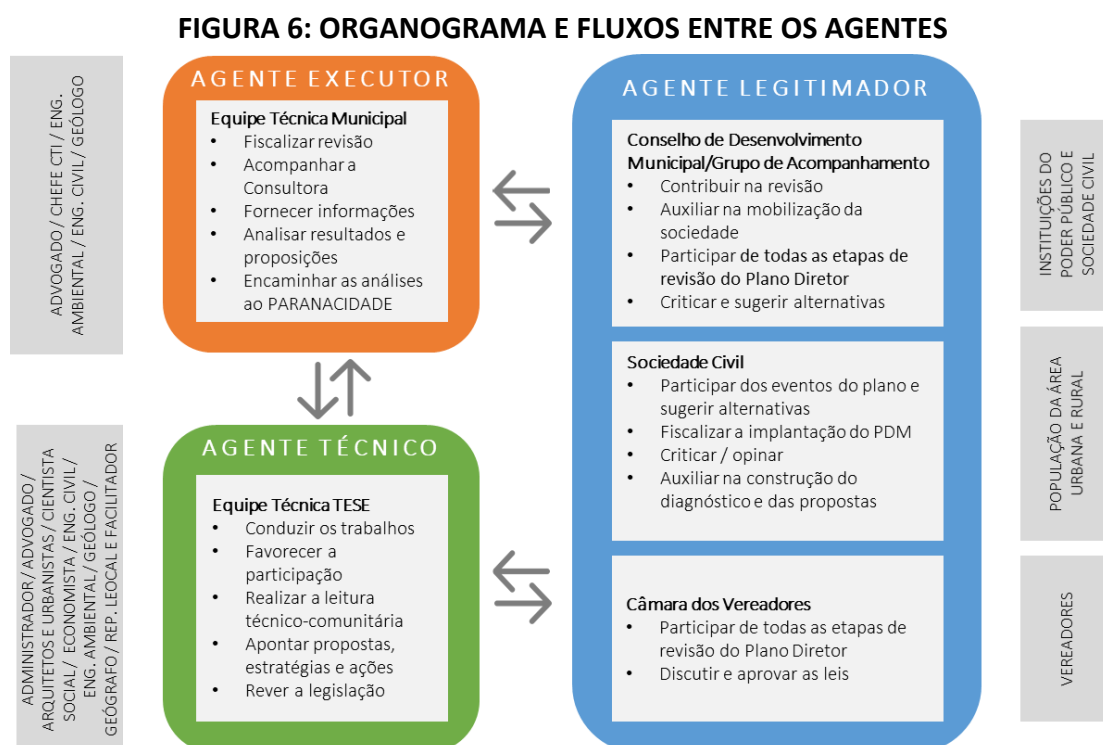 FIGURA 6: ORGANOGRAMA E FLUXOS ENTRE OS AGENTES
ADVOGADO / CHEFE CTI / ENG.
AMBIENTAL / ENG. CIVIL / GEÓLOGO
AGENTE EXECUTOR
Equipe Técnica Municipal
• Fiscalizar revisão
• Acompanhar a
Consultora
• Fornecer informações
• Analisar resultados e
proposições
• Encaminhar as análises
ao PARANACIDADE
ADMINISTRADOR / ADVOGADO /
ARQUITETOS E URBANISTAS / CIENTISTA
SOCIAL / ECONOMISTA / ENG. CIVIL /
ENG. AMBIENTAL / GEÓLOGO /
GEÓGRAFO / REP. LEOCAL E FACILITADOR
AGENTE TÉCNICO
Equipe Técnica TESE
• Conduzir os trabalhos
• Favorecer a
participação
• Realizar a leitura
técnico-comunitária
• Apontar propostas,
estratégias e ações
• Rever a legislação
AGENTE LEGITIMADOR
Conselho de Desenvolvimento
Municipal/Grupo de Acompanhamento
• Contribuir na revisão
• Auxiliar na mobilização da
sociedade
• Participar de todas as etapas de
revisão do Plano Diretor
• Criticar e sugerir alternativas
INSTITUIÇÕES DO
PODER PÚBLICO E
SOCIEDADE CIVIL
Sociedade Civil
• Participar dos eventos do plano e
sugerir alternativas
• Fiscalizar a implantação do PDM
• Criticar / opinar
• Auxiliar na construção do
diagnóstico e das propostas
POPULAÇÃO DA ÁREA
URBANA E RURAL
Câmara dos Vereadores
• Participar de todas as etapas de
revisão do Plano Diretor
• Discutir e aprovar as leis
VEREADORES